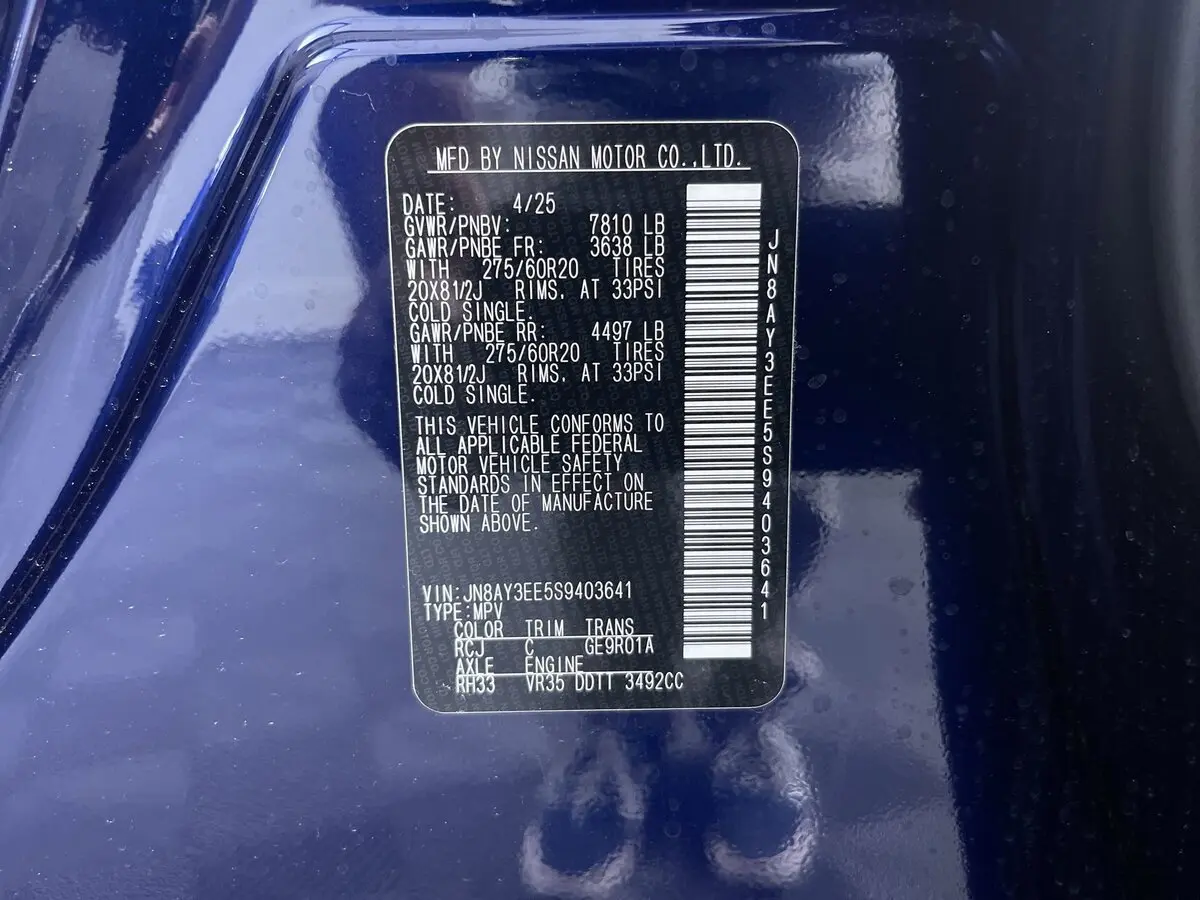 MFD BY NISSAN MOTOR CO.,LTD.
DATE: 4/25
GVWR/PNBV: 7810 LB
GAWR/PNBE FR: 3638 LB
WITH 275/60R20 TIRES
20X81/2J RIMS. AT 33PSI
COLD SINGLE.
GAWR/PNBE RR: 4497 LB
WITH 275/60R20 TIRES
20X81/2J RIMS. AT 33PSI
COLD SINGLE.
THIS VEHICLE CONFORMS TO
ALL APPLICABLE FEDERAL
MOTOR VEHICLE SAFETY
STANDARDS IN EFFECT ON
THE DATE OF MANUFACTURE
SHOWN ABOVE.
VIN:JN8AY3EE5S9403641
TYPE:MPV
COLOR TRIM TRANS
RCJ C GE9R01A
AXLE ENGINE
RH33 VR35 DDTT 3492CC
JN8AY3EE5S9403641